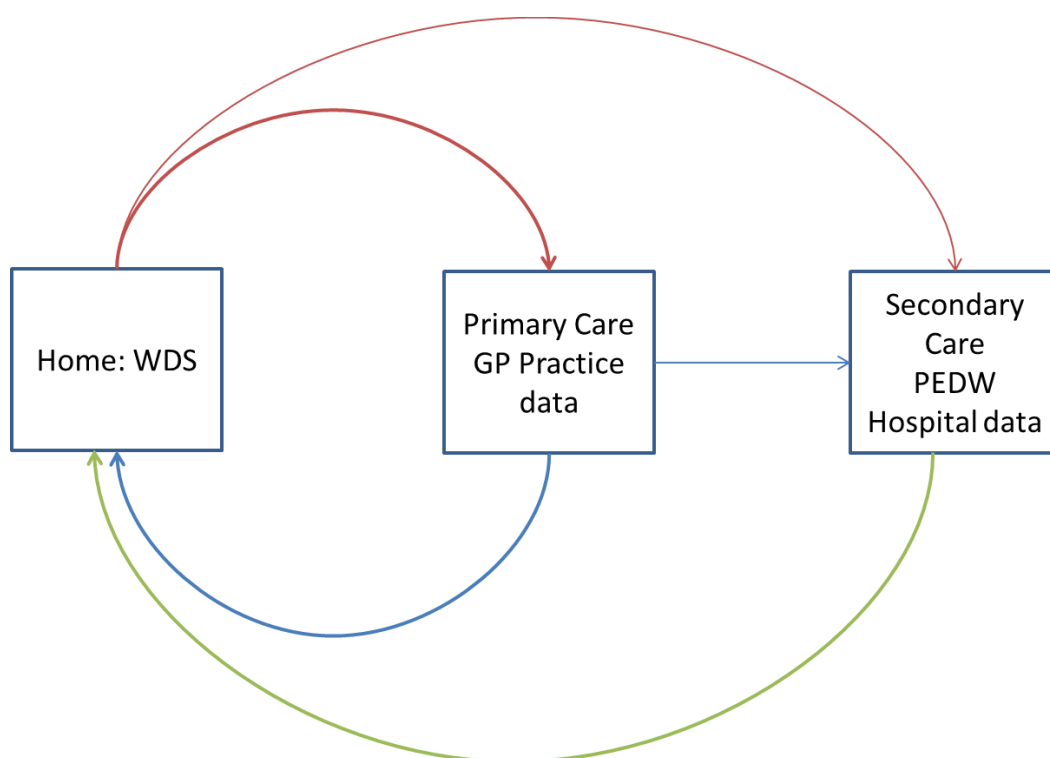 Home: WDS
Primary Care
GP Practice
data
Secondary
Care
PEDW
Hospital data